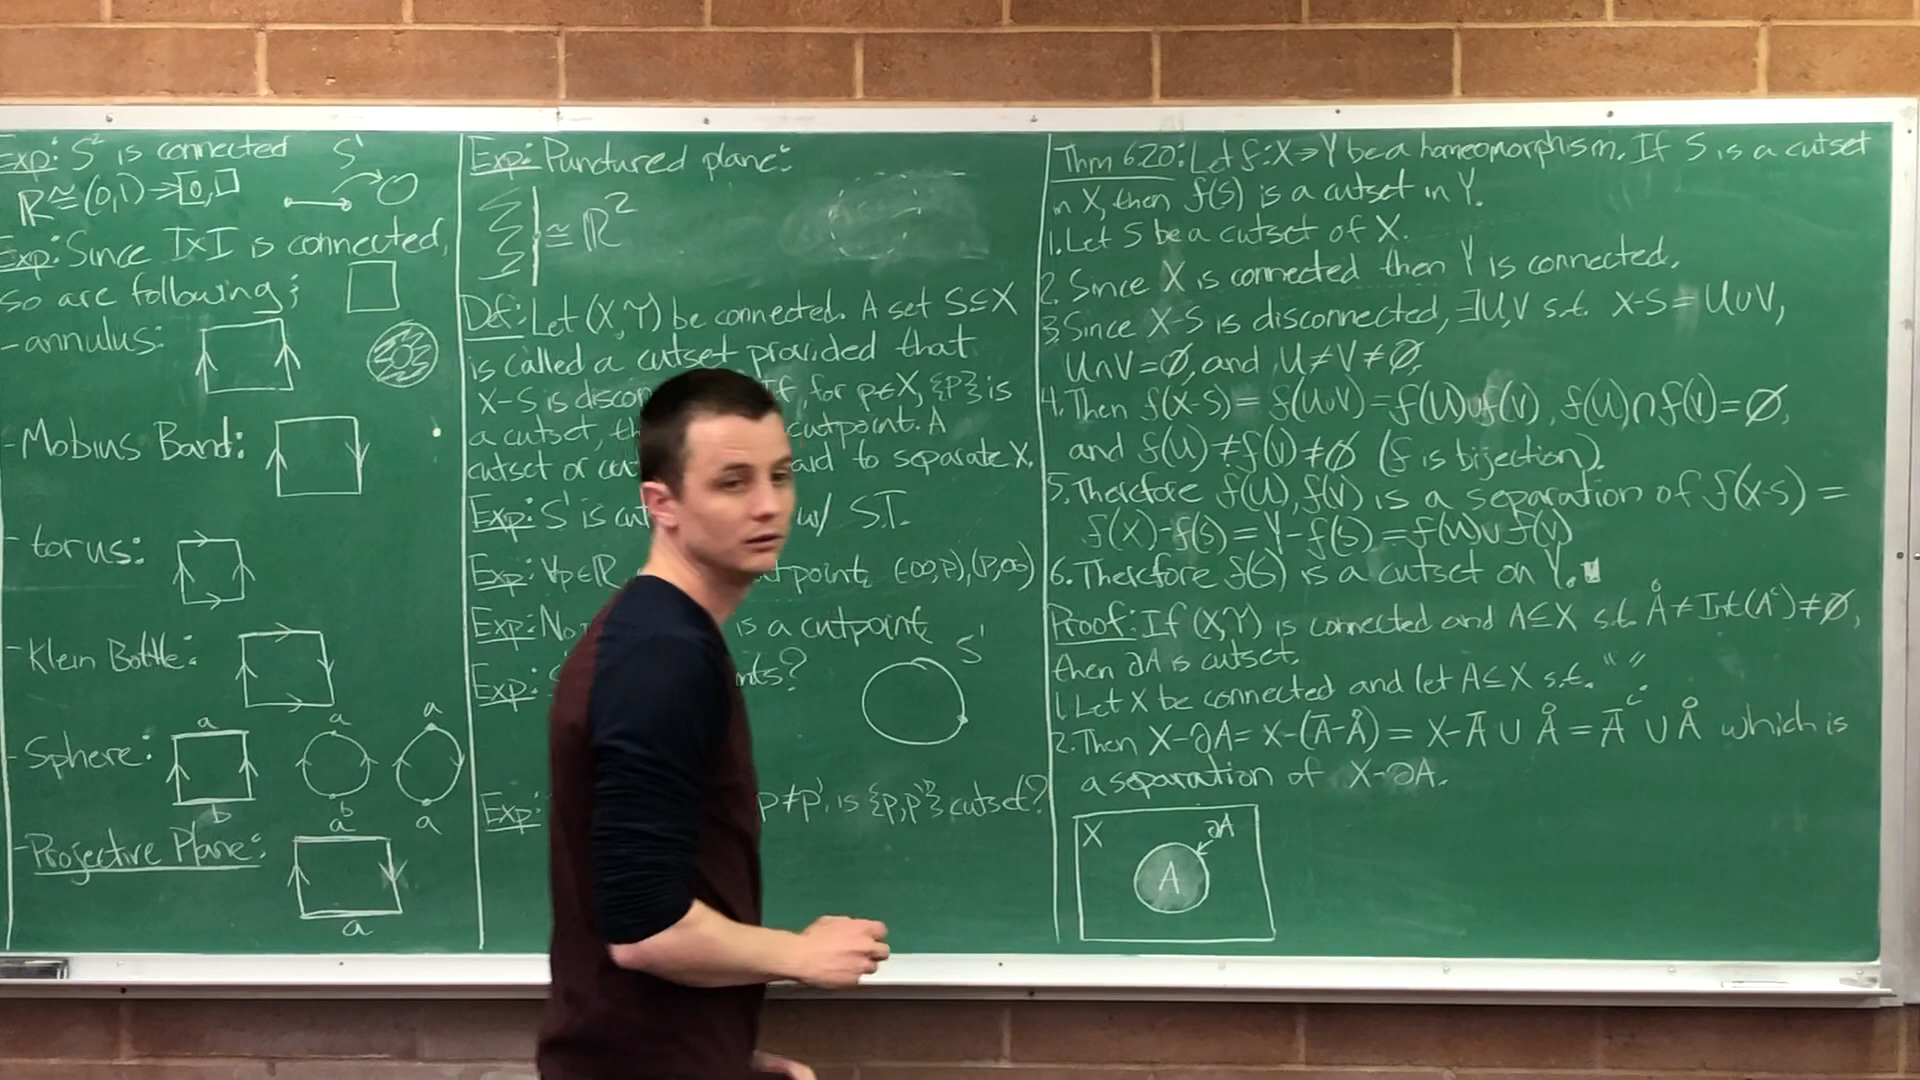 Exp: S² is connected S¹
ℝ≅(0,1)→[0,1]
Exp: Since I×I is connected,
so are following:
- annulus:
- Mobius Band:
- torus:
- Klein Bottle:
- Sphere: a a a
b b a
- Projective Plane: a
a
Exp: Punctured plane:
≅ ℝ²
Def: Let (X,Υ) be connected. A set S⊆X
is called a cutset provided that
X-S is for p∈X, {p} is
a cutset, cutpoint. A
cutset or to separate X.
Exp: S¹ is w/ S.T.
Exp: ∀p∈ℝ (-∞,p),(p,∞)
Exp: is a cutpoint
Exp: S¹
Exp: p≠p', is {p,p'} cutset?
Thm 6.20: Let f:X→Y be a homeomorphism. If S is a cutset
in X, then f(S) is a cutset in Y.
1. Let S be a cutset of X.
2. Since X is connected then Y is connected.
3. Since X-S is disconnected, ∃U,V s.t. X-S = U∪V,
U∩V=∅, and U≠V≠∅.
4. Then f(X-S) = f(U∪V) = f(U)∪f(V), f(U)∩f(V)=∅,
and f(U)≠f(V)≠∅ (f is bijection).
5. Therefore f(U), f(V) is a separation of f(X-S) =
f(X)-f(S) = Y-f(S) = f(U)∪f(V)
6. Therefore f(S) is a cutset on Y.
Proof: If (X,Υ) is connected and A⊆X s.t. Å≠Int(Aᶜ)≠∅,
then ∂A is cutset.
1. Let X be connected and let A⊆X s.t. " "
2. Then X-∂A = X-(Ā-Å) = X-Ā ∪ Å = Āᶜ ∪ Å which is
a separation of X-∂A.
X ∂A
A